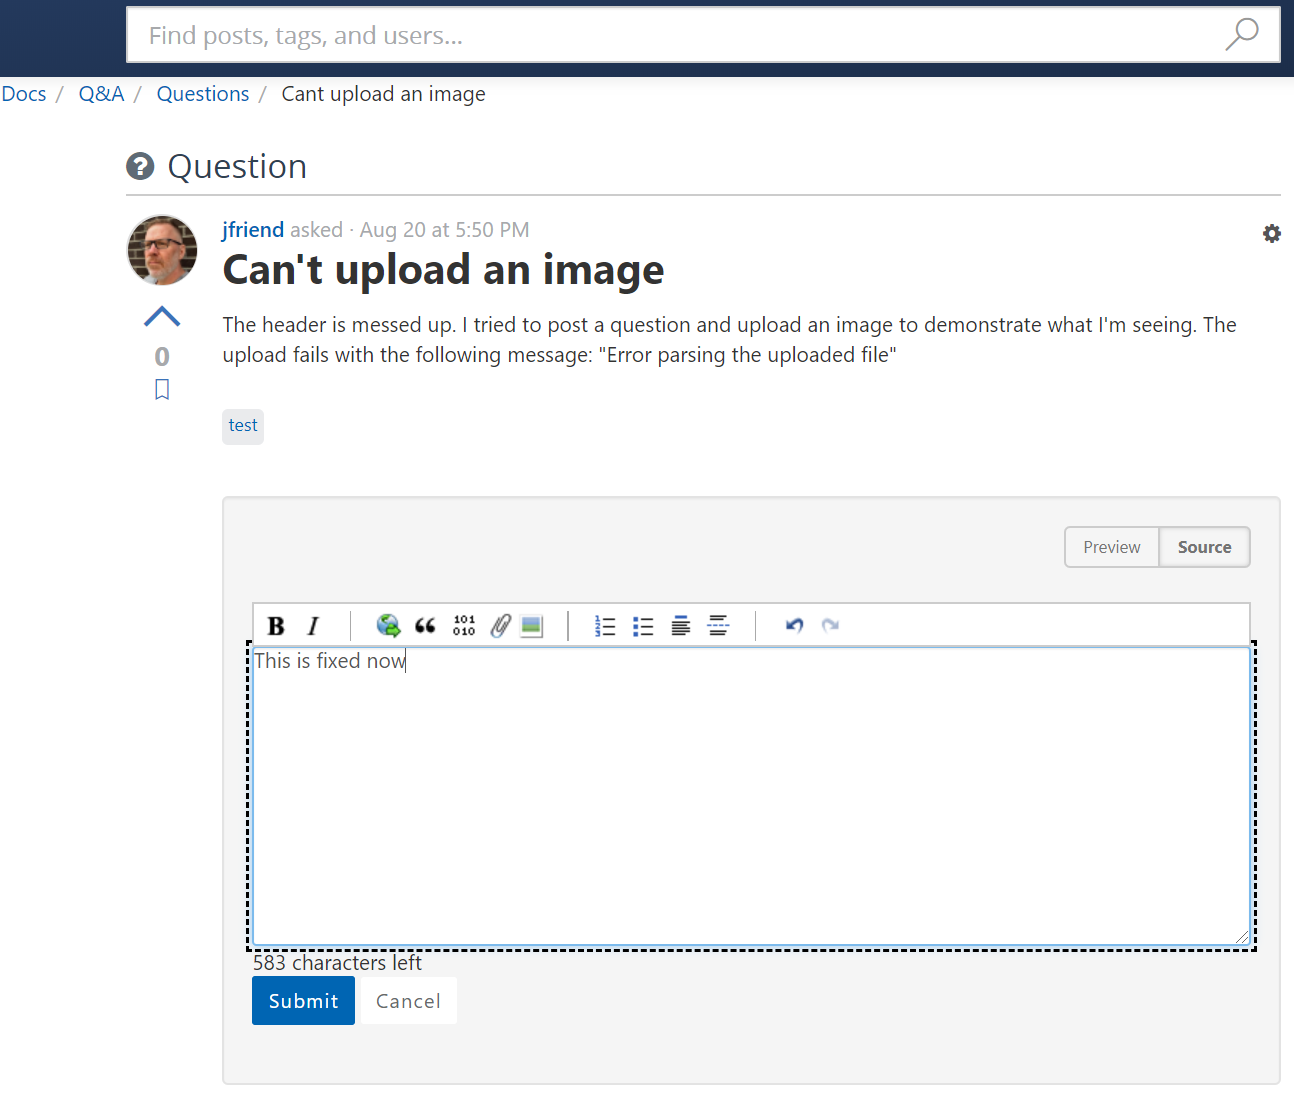 Find posts, tags, and users...
Docs / Q&A / Questions / Cant upload an image
? Question
jfriend asked · Aug 20 at 5:50 PM
Can't upload an image
The header is messed up. I tried to post a question and upload an image to demonstrate what I'm seeing. The
upload fails with the following message: "Error parsing the uploaded file"
0
test
Preview Source
B I 101
010
1
2
3
This is fixed now
583 characters left
Submit Cancel